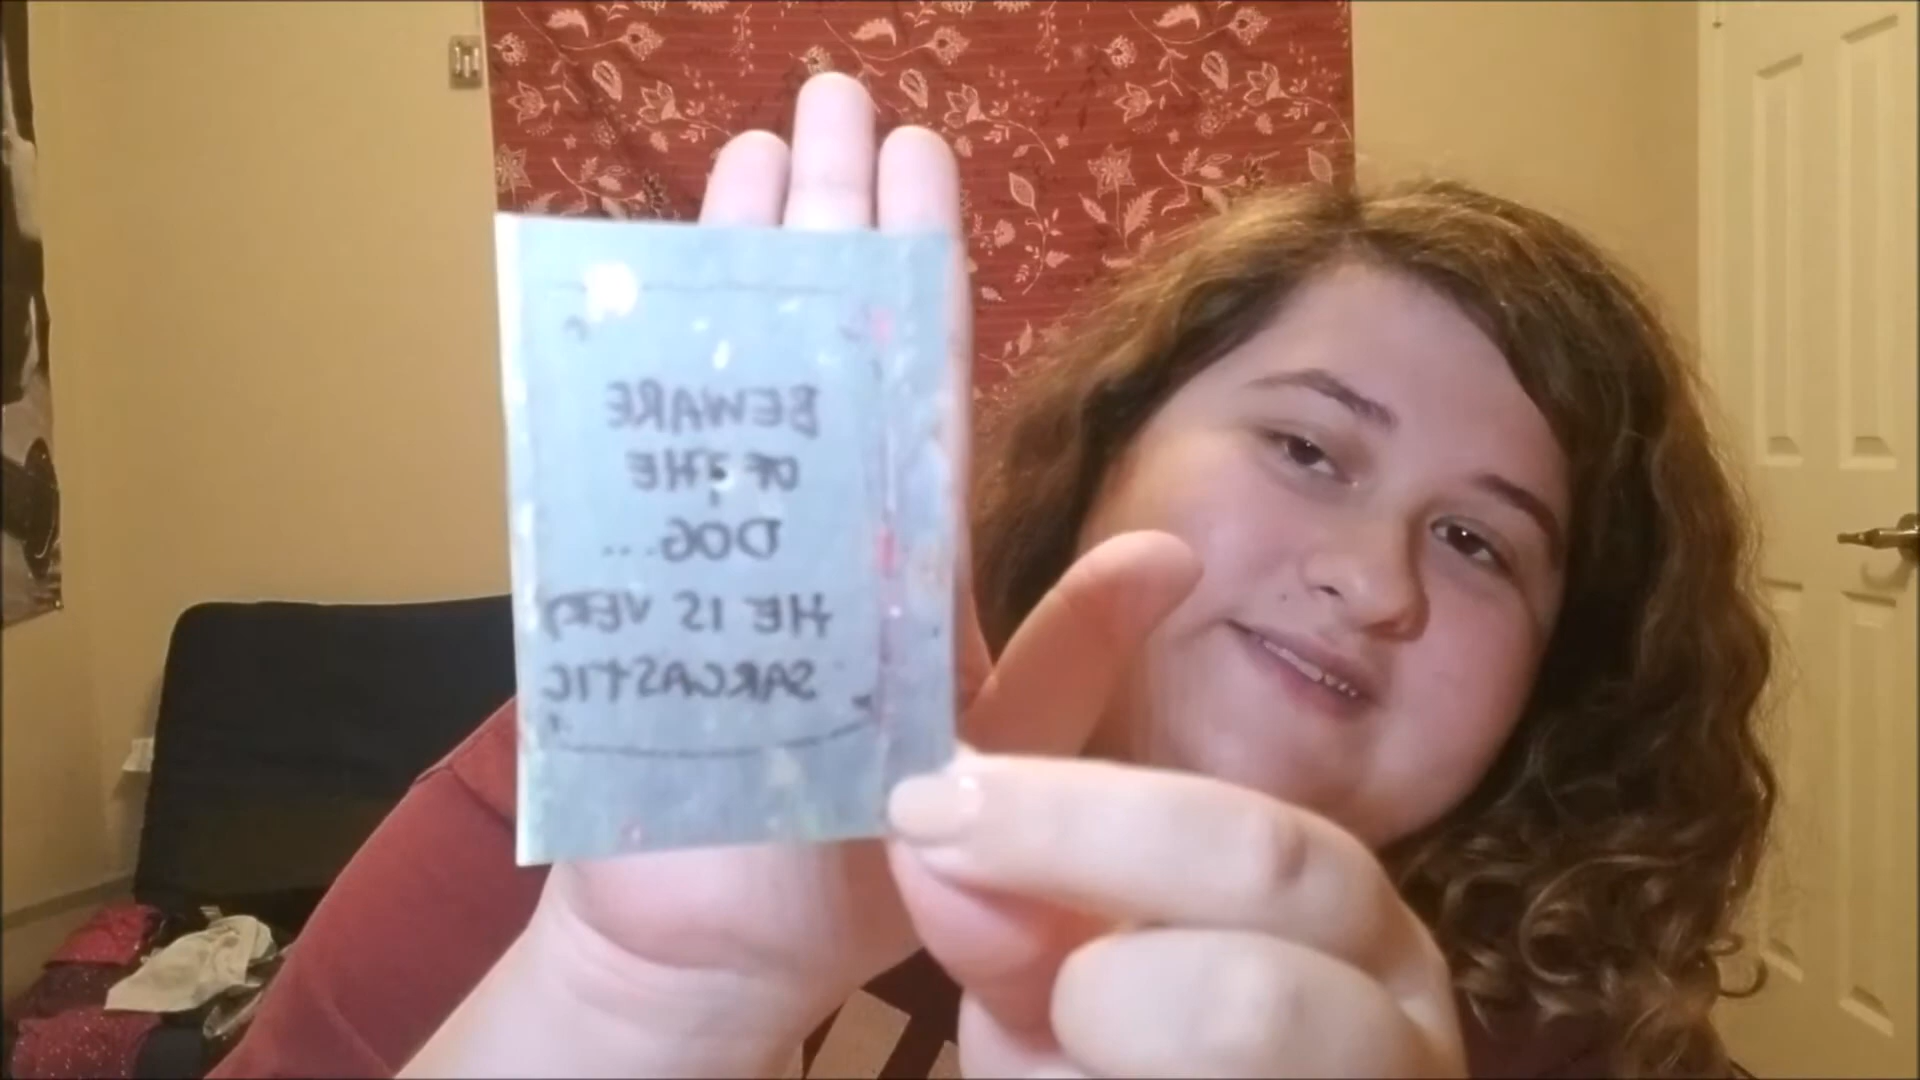 BEWARE
OF THE
DOG...
HE IS VERY
SARCASTIC